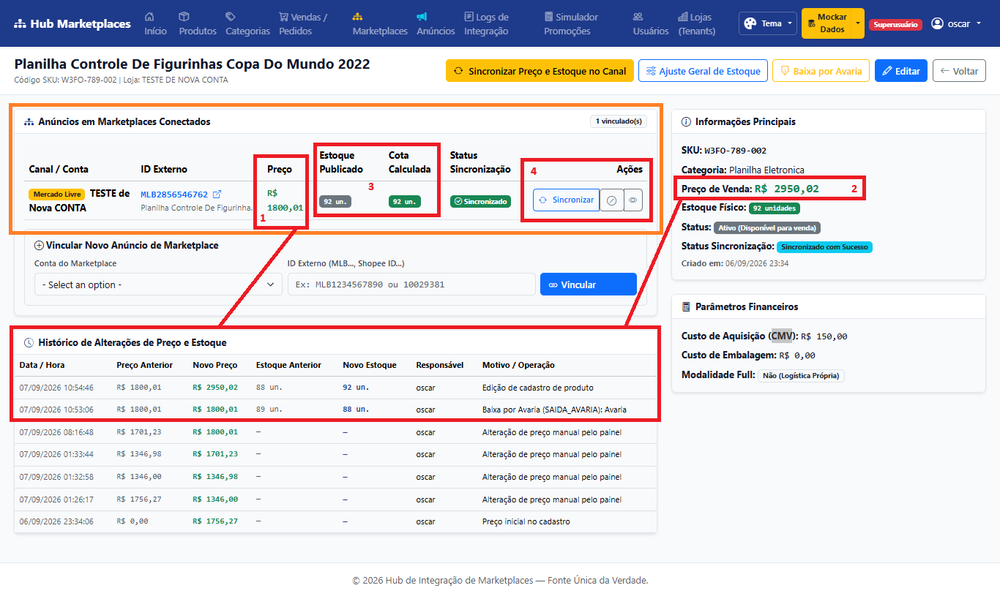 Hub Marketplaces
Início
Produtos
Categorias
Vendas / Pedidos
Marketplaces
Anúncios
Logs de Integração
Simulador Promoções
Usuários
Lojas (Tenants)
Tema
Mockar Dados
Superusuário
oscar
Planilha Controle De Figurinhas Copa Do Mundo 2022
Código SKU: W3FO-789-002 | Loja: TESTE DE NOVA CONTA
Sincronizar Preço e Estoque no Canal
Ajuste Geral de Estoque
Baixa por Avaria
Editar
← Voltar
Anúncios em Marketplaces Conectados
1 vinculado(s)
Canal / Conta ID Externo Preço Estoque Publicado Cota Calculada Status Sincronização Ações
3
4
Mercado Livre TESTE de Nova CONTA
MLB2856546762
Planilha Controle De Figurinha.
R$ 1800,01
1
92 un.
92 un.
Sincronizado
Sincronizar
Vincular Novo Anúncio de Marketplace
Conta do Marketplace
ID Externo (MLB..., Shopee ID...)
- Select an option -
Ex: MLB1234567890 ou 10029381
Vincular
Histórico de Alterações de Preço e Estoque
Data / Hora Preço Anterior Novo Preço Estoque Anterior Novo Estoque Responsável Motivo / Operação
07/09/2026 10:54:46 R$ 1800,01 R$ 2950,02 88 un. 92 un. oscar Edição de cadastro de produto
07/09/2026 10:53:06 R$ 1800,01 R$ 1800,01 89 un. 88 un. oscar Baixa por Avaria (SAIDA_AVARIA): Avaria
07/09/2026 08:16:48 R$ 1701,23 R$ 1800,01 – – oscar Alteração de preço manual pelo painel
07/09/2026 01:33:44 R$ 1346,98 R$ 1701,23 – – oscar Alteração de preço manual pelo painel
07/09/2026 01:32:58 R$ 1346,00 R$ 1346,98 – – oscar Alteração de preço manual pelo painel
07/09/2026 01:26:17 R$ 1756,27 R$ 1346,00 – – oscar Alteração de preço manual pelo painel
06/09/2026 23:34:06 R$ 0,00 R$ 1756,27 – – oscar Preço inicial no cadastro
Informações Principais
SKU: W3FO-789-002
Categoria: Planilha Eletronica
Preço de Venda: R$ 2950,02 2
Estoque Físico: 92 unidades
Status: Ativo (Disponível para venda)
Status Sincronização: Sincronizado com Sucesso
Criado em: 06/09/2026 23:34
Parâmetros Financeiros
Custo de Aquisição (CMV): R$ 150,00
Custo de Embalagem: R$ 0,00
Modalidade Full: Não (Logística Própria)
© 2026 Hub de Integração de Marketplaces — Fonte Única da Verdade.